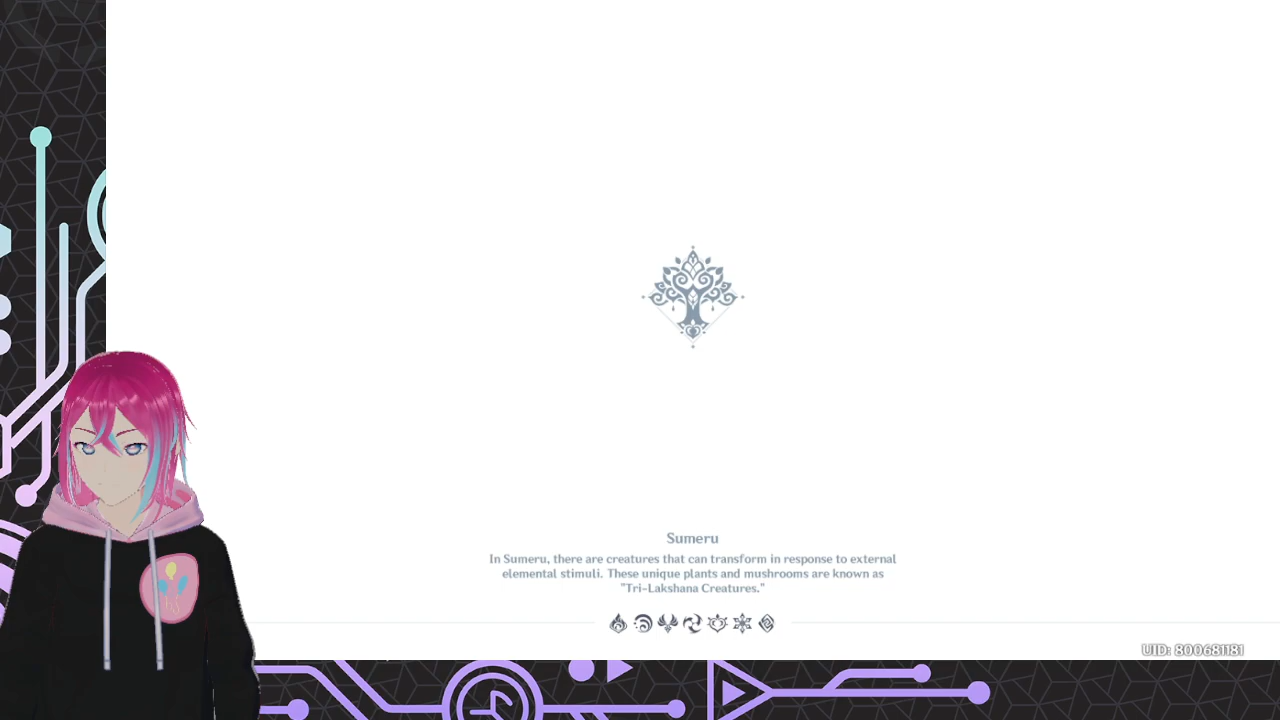 Sumeru
In Sumeru, there are creatures that can transform in response to external
elemental stimuli. These unique plants and mushrooms are known as
"Tri-Lakshana Creatures."
UID: 800681181